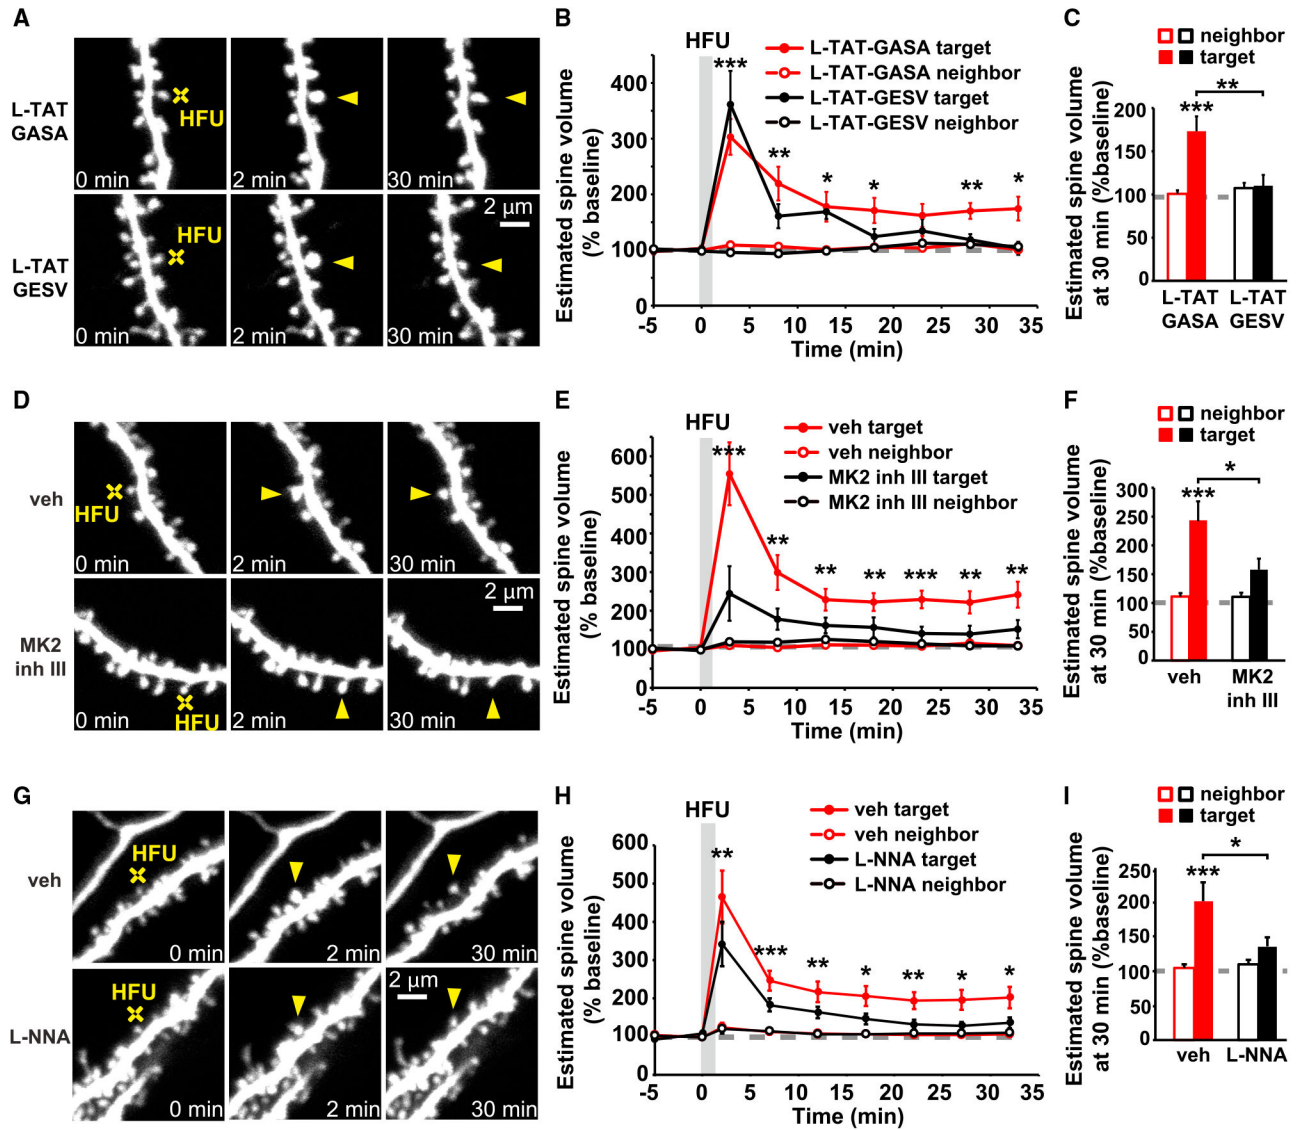 A
L-TAT
GASA
HFU
0 min
2 min
30 min
L-TAT
GESV
HFU
2 µm
0 min
2 min
30 min
B
HFU
L-TAT-GASA target
L-TAT-GASA neighbor
L-TAT-GESV target
L-TAT-GESV neighbor
Estimated spine volume
(% baseline)
400
300
200
100
0
*** ** * * ** *
-5 0 5 10 15 20 25 30 35
Time (min)
C
neighbor
target
Estimated spine volume
at 30 min (%baseline)
200
150
100
50
0
**
***
L-TAT
GASA
L-TAT
GESV
D
veh
HFU
0 min
2 min
30 min
MK2
inh III
2 µm
HFU
0 min
2 min
30 min
E
HFU
veh target
veh neighbor
MK2 inh III target
MK2 inh III neighbor
Estimated spine volume
(% baseline)
600
500
400
300
200
100
0
*** ** ** ** *** ** **
-5 0 5 10 15 20 25 30 35
Time (min)
F
neighbor
target
Estimated spine volume
at 30 min (%baseline)
300
250
200
150
100
50
0
*
***
veh
MK2
inh III
G
veh
HFU
0 min
2 min
30 min
L-NNA
HFU
2 µm
0 min
2 min
30 min
H
HFU
veh target
veh neighbor
L-NNA target
L-NNA neighbor
Estimated spine volume
(% baseline)
600
500
400
300
200
100
0
** *** ** * ** * *
-5 0 5 10 15 20 25 30 35
Time (min)
I
neighbor
target
Estimated spine volume
at 30 min (%baseline)
250
200
150
100
50
0
*
***
veh
L-NNA